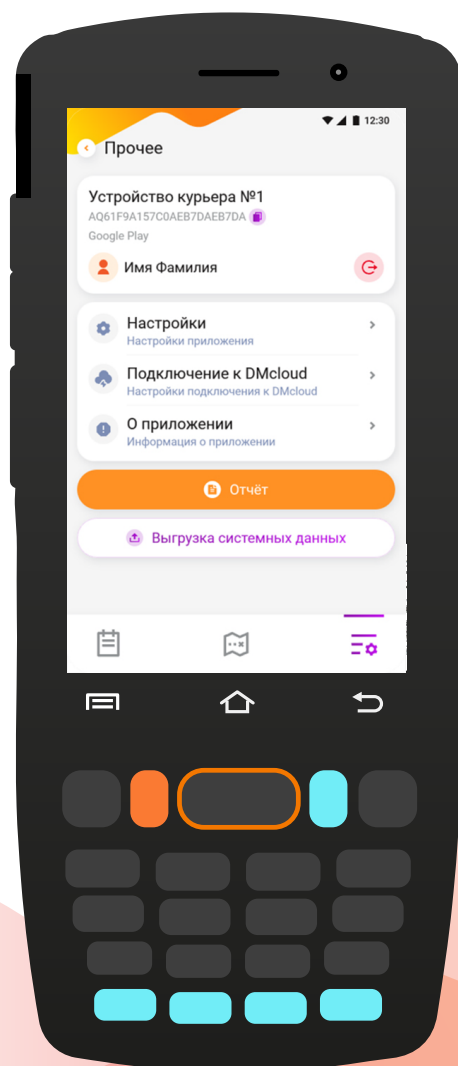 12:30
Прочее
Устройство курьера №1
AQ61F9A157C0AEB7DAEB7DA
Google Play
Имя Фамилия
Настройки
Настройки приложения
Подключение к DMcloud
Настройки подключения к DMcloud
О приложении
Информация о приложении
Отчёт
Выгрузка системных данных